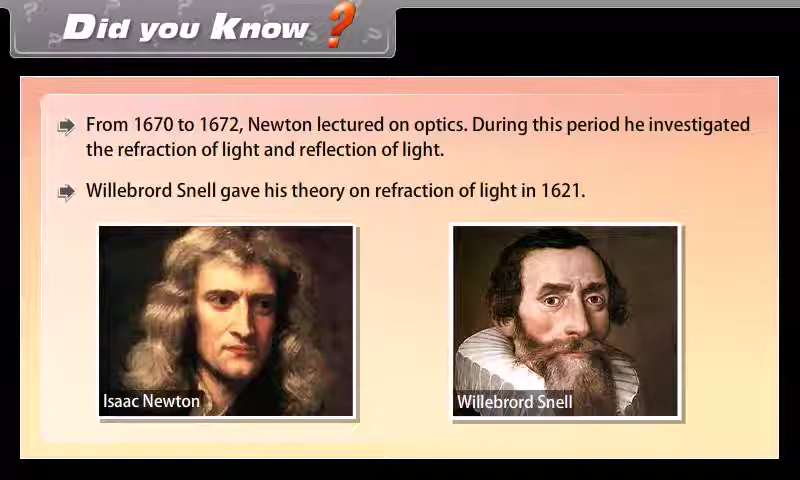 Did you Know ?
From 1670 to 1672, Newton lectured on optics. During this period he investigated
the refraction of light and reflection of light.
Willebrord Snell gave his theory on refraction of light in 1621.
Isaac Newton
Willebrord Snell